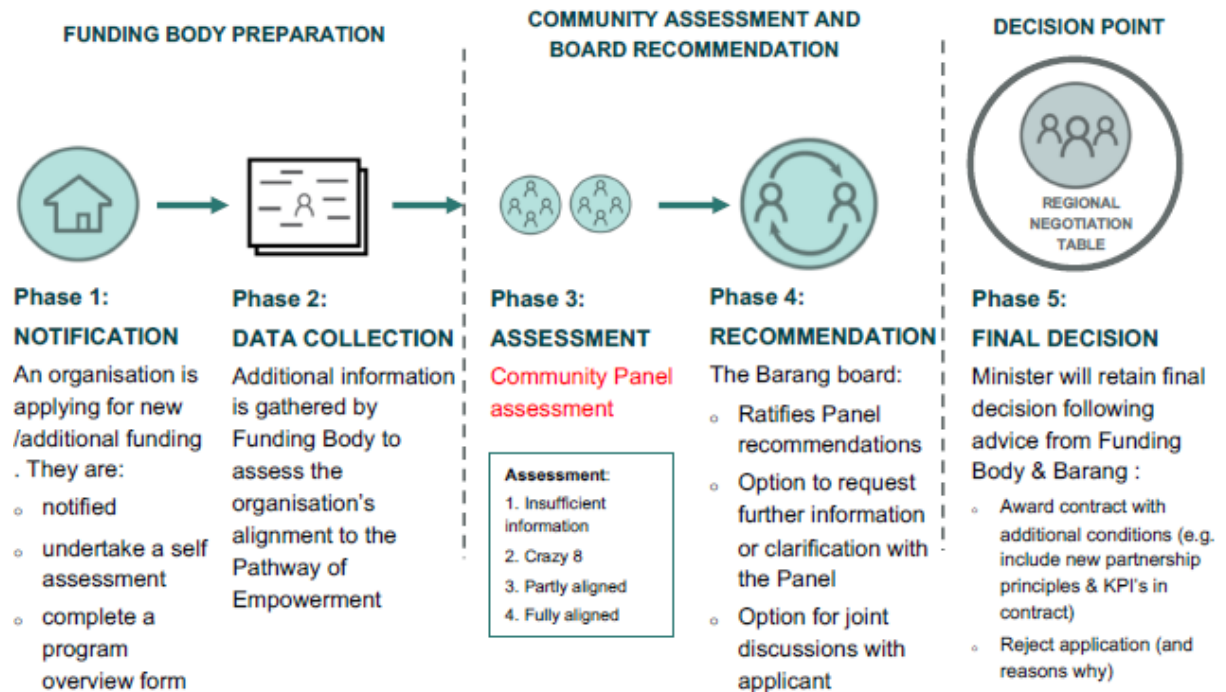 FUNDING BODY PREPARATION
COMMUNITY ASSESSMENT AND
BOARD RECOMMENDATION
DECISION POINT
REGIONAL
NEGOTIATION
TABLE
Phase 1:
NOTIFICATION
An organisation is
applying for new
/additional funding
. They are:
◦ notified
◦ undertake a self
assessment
◦ complete a
program
overview form
Phase 2:
DATA COLLECTION
Additional information
is gathered by
Funding Body to
assess the
organisation's
alignment to the
Pathway of
Empowerment
Phase 3:
ASSESSMENT
Community Panel
assessment
Assessment:
1. Insufficient
information
2. Crazy 8
3. Partly aligned
4. Fully aligned
Phase 4:
RECOMMENDATION
The Barang board:
◦ Ratifies Panel
recommendations
◦ Option to request
further information
or clarification with
the Panel
◦ Option for joint
discussions with
applicant
Phase 5:
FINAL DECISION
Minister will retain final
decision following
advice from Funding
Body & Barang :
◦ Award contract with
additional conditions (e.g.
include new partnership
principles & KPI's in
contract)
◦ Reject application (and
reasons why)